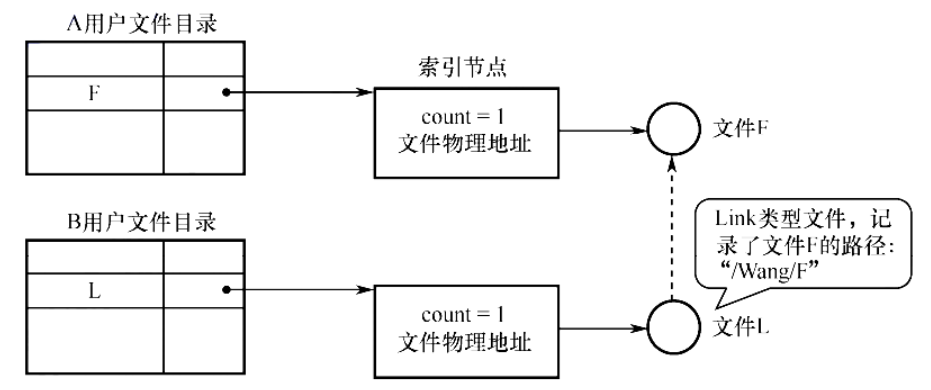 A用户文件目录
F
索引节点
count = 1
文件物理地址
文件F
B用户文件目录
L
count = 1
文件物理地址
Link类型文件，记
录了文件F的路径：
“/Wang/F”
文件L